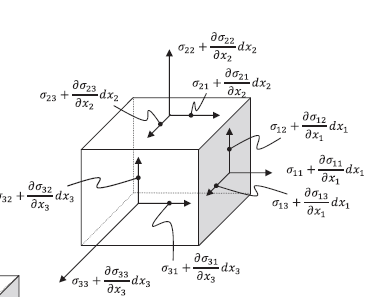 σ₂₂ + ∂σ₂₂/∂x₂ dx₂
σ₂₁ + ∂σ₂₁/∂x₂ dx₂
σ₂₃ + ∂σ₂₃/∂x₂ dx₂
σ₁₂ + ∂σ₁₂/∂x₁ dx₁
σ₁₁ + ∂σ₁₁/∂x₁ dx₁
σ₁₃ + ∂σ₁₃/∂x₁ dx₁
σ₃₂ + ∂σ₃₂/∂x₃ dx₃
σ₃₁ + ∂σ₃₁/∂x₃ dx₃
σ₃₃ + ∂σ₃₃/∂x₃ dx₃